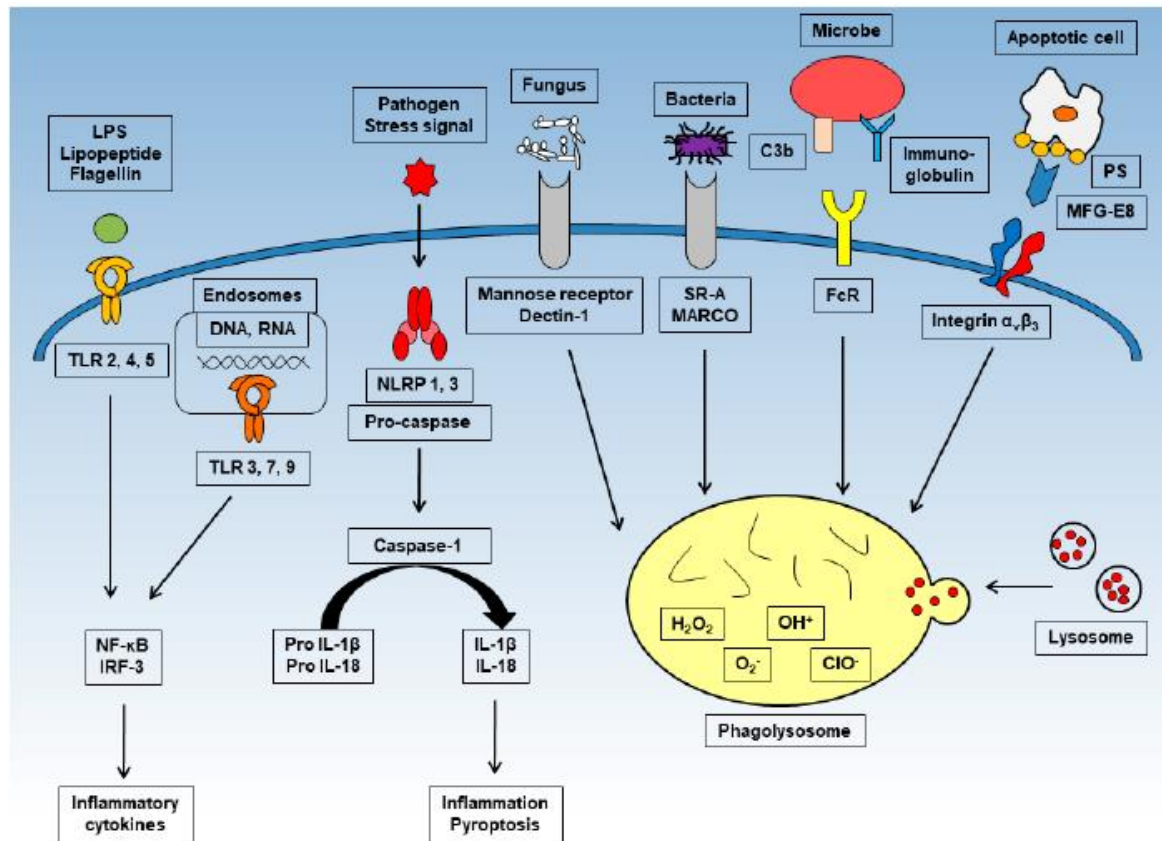 Microbe
Apoptotic cell
Fungus
Pathogen
Stress signal
Bacteria
LPS
Lipopeptide
Flagellin
C3b
Immuno-
globulin
PS
MFG-E8
Endosomes
DNA, RNA
Mannose receptor
Dectin-1
SR-A
MARCO
FcR
Integrin αvβ3
TLR 2, 4, 5
NLRP 1, 3
Pro-caspase
TLR 3, 7, 9
Caspase-1
H2O2
OH+
O2-
ClO-
Lysosome
NF-κB
IRF-3
Pro IL-1β
Pro IL-18
IL-1β
IL-18
Phagolysosome
Inflammatory
cytokines
Inflammation
Pyroptosis